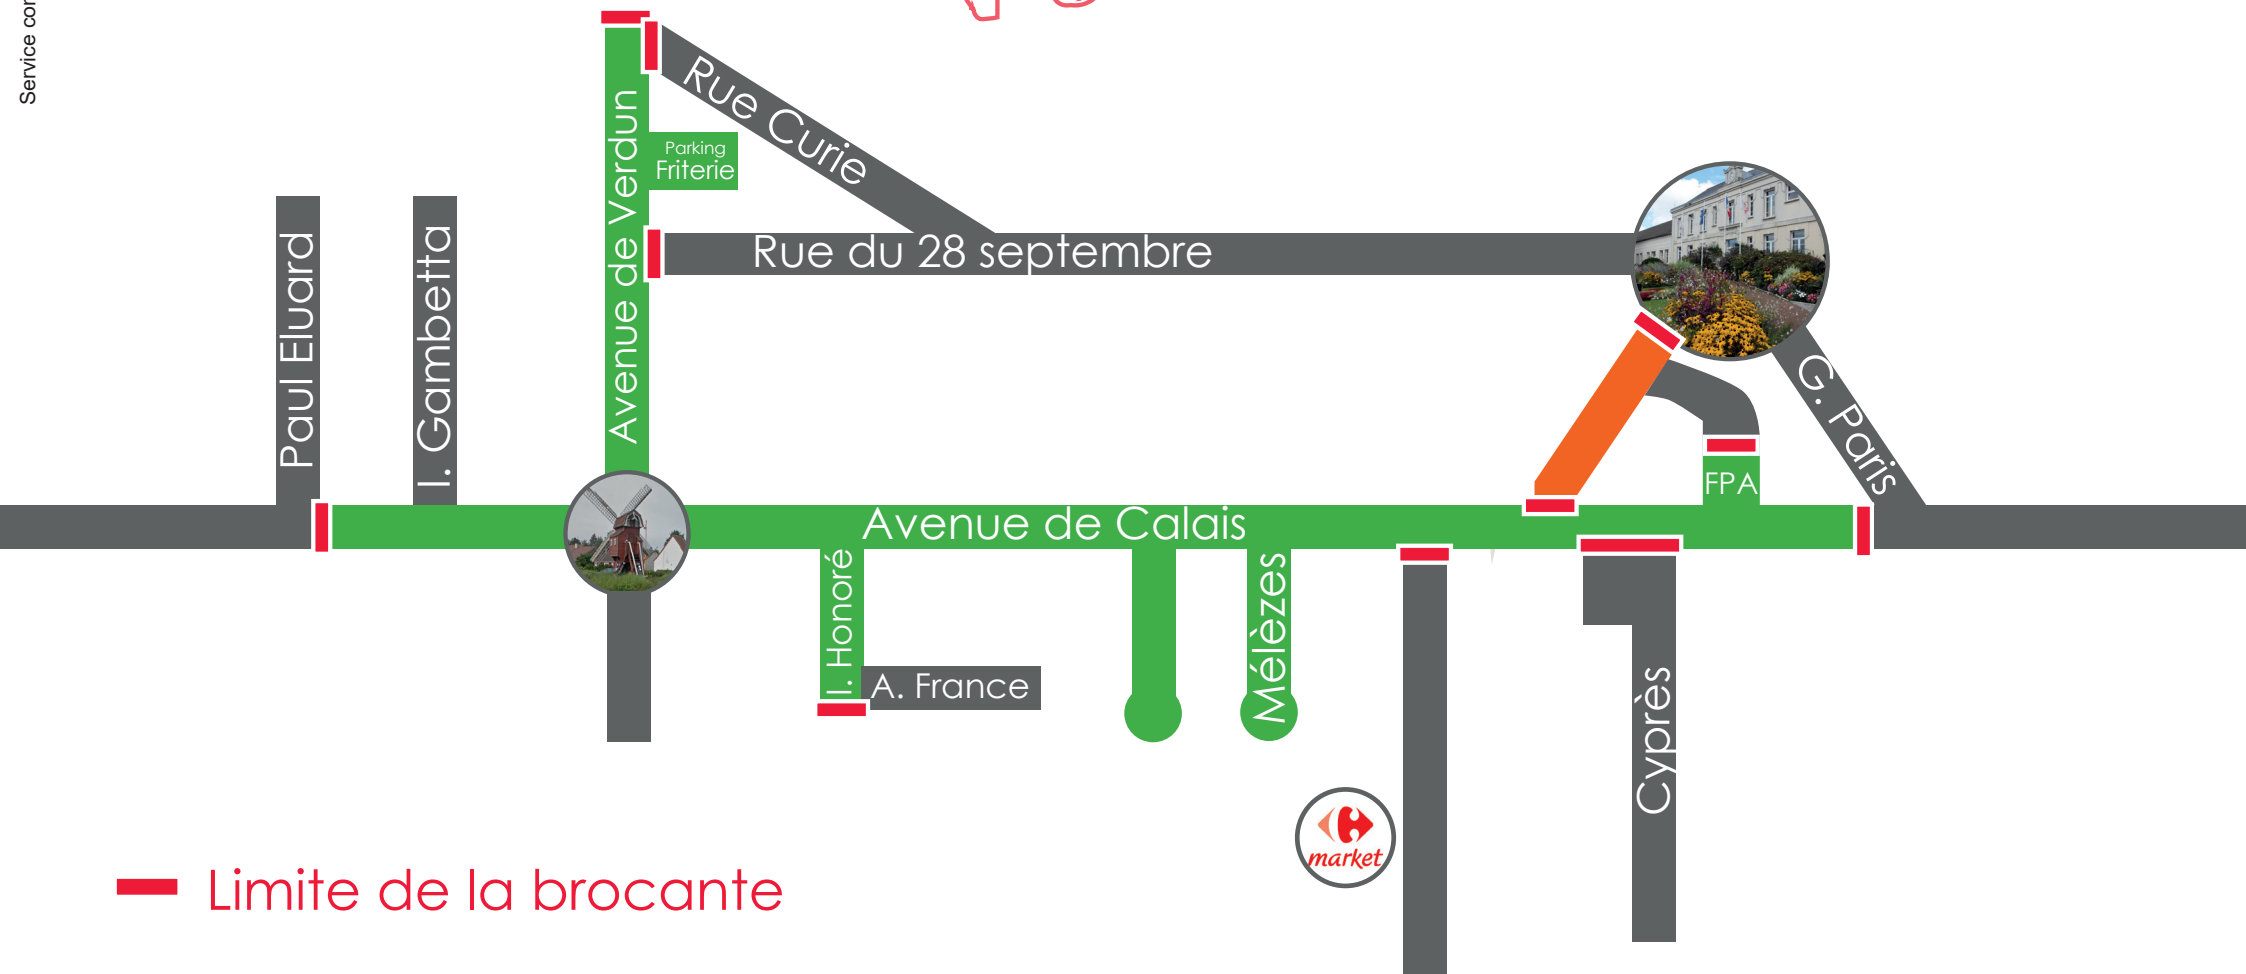 Service
Rue Curie
Avenue de Verdun
Parking
Friterie
Paul Eluard
I. Gambetta
Rue du 28 septembre
G. Paris
FPA
Avenue de Calais
I. Honoré
A. France
Mélèzes
Cyprès
market
Limite de la brocante